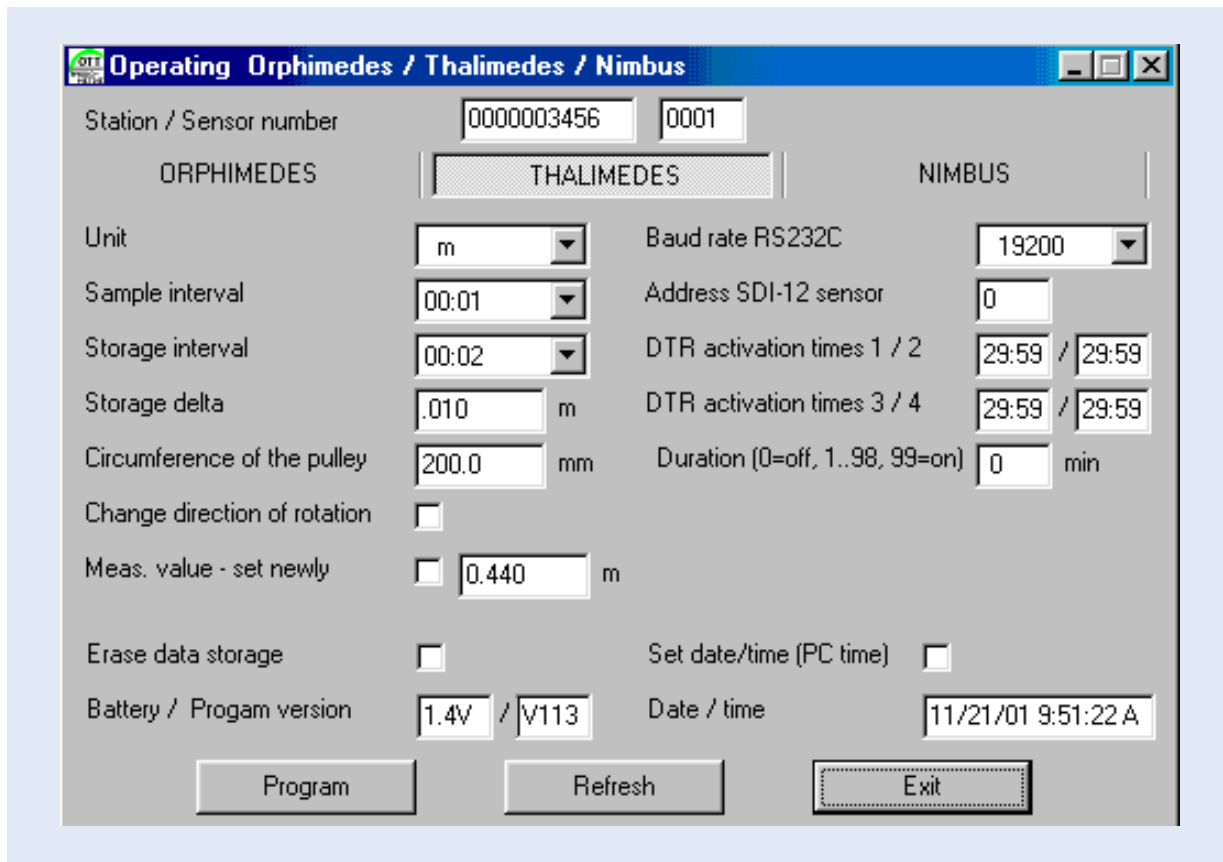 OTT
Operating Orphimedes / Thalimedes / Nimbus
Station / Sensor number 0000003456 0001
ORPHIMEDES THALIMEDES NIMBUS
Unit m Baud rate RS232C 19200
Sample interval 00:01 Address SDI-12 sensor 0
Storage interval 00:02 DTR activation times 1 / 2 29:59 / 29:59
Storage delta .010 m DTR activation times 3 / 4 29:59 / 29:59
Circumference of the pulley 200.0 mm Duration (0=off, 1..98, 99=on) 0 min
Change direction of rotation
Meas. value - set newly 0.440 m
Erase data storage Set date/time (PC time)
Battery / Progam version 1.4V / V113 Date / time 11/21/01 9:51:22 A
Program Refresh Exit